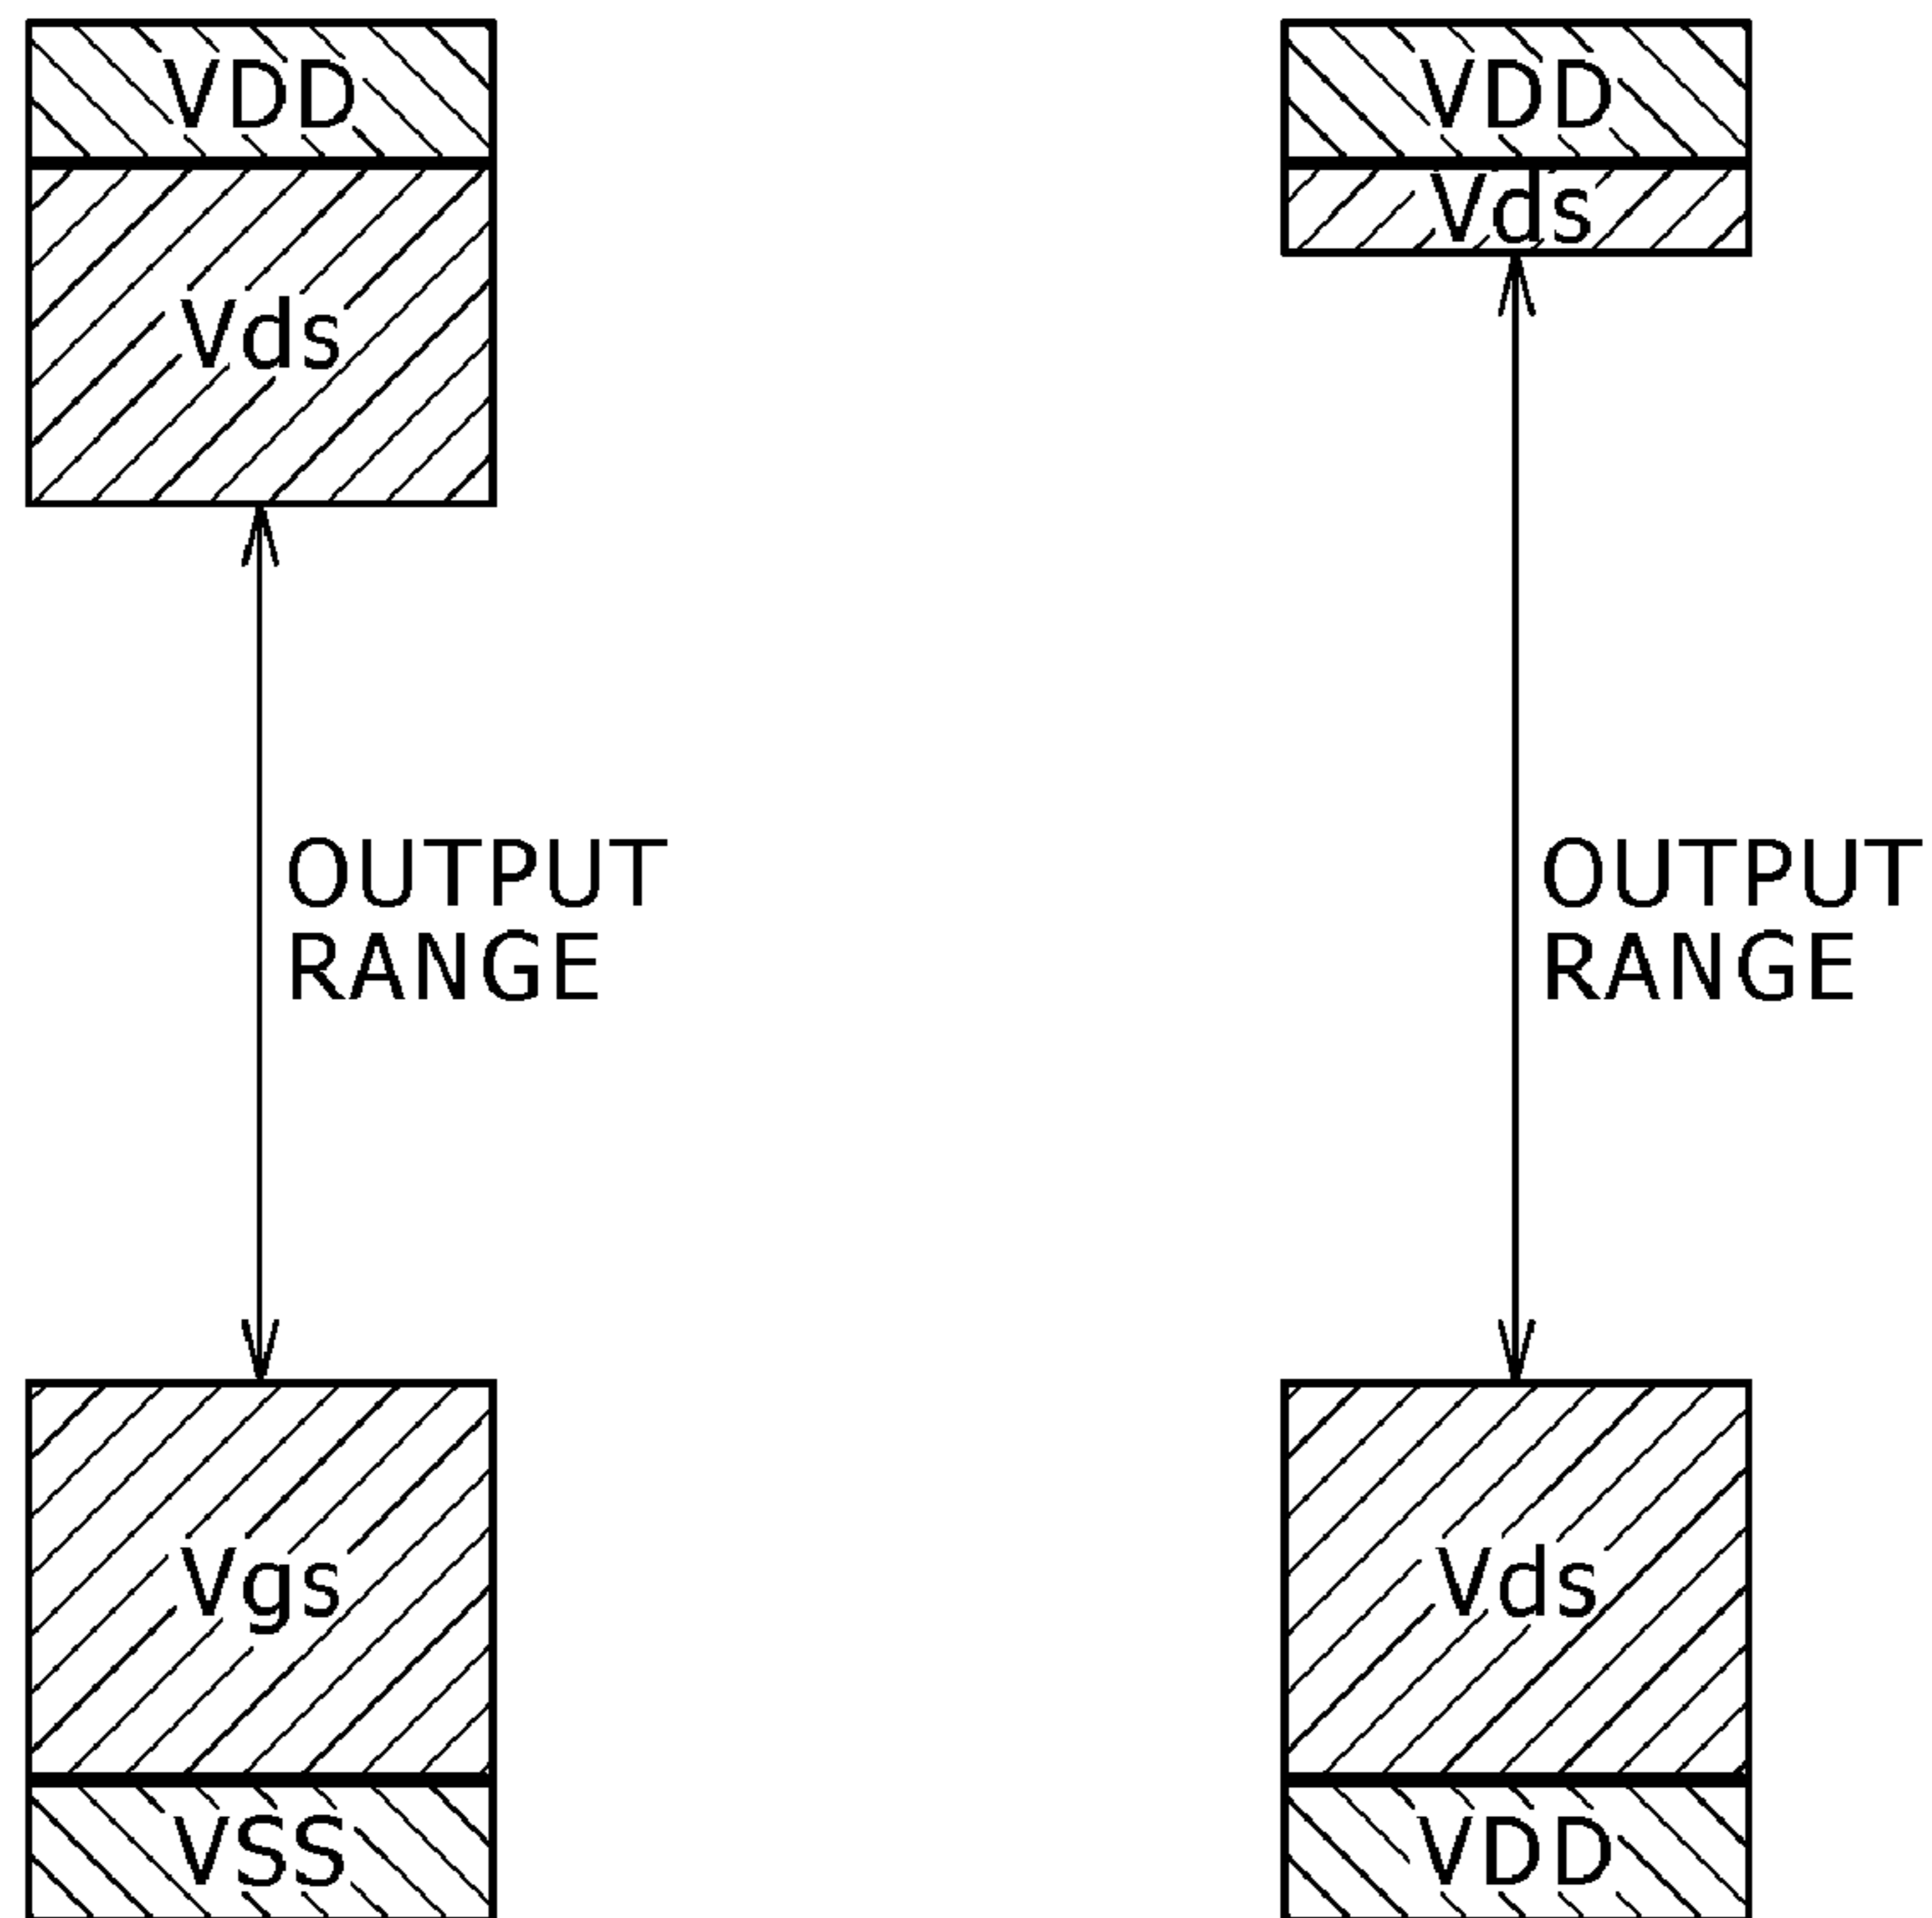 VDD
Vds
OUTPUT
RANGE
Vgs
VSS
VDD
Vds
OUTPUT
RANGE
Vds
VDD